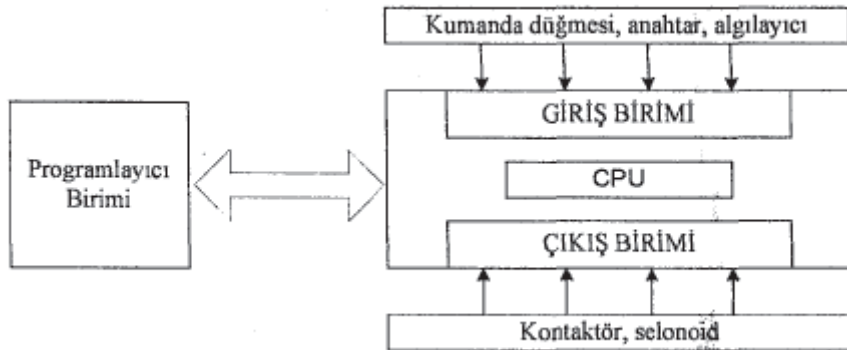 Kumanda düğmesi, anahtar, algılayıcı
GİRİŞ BİRİMİ
Programlayıcı
Birimi
CPU
ÇIKIŞ BİRİMİ
Kontaktör, selonoid